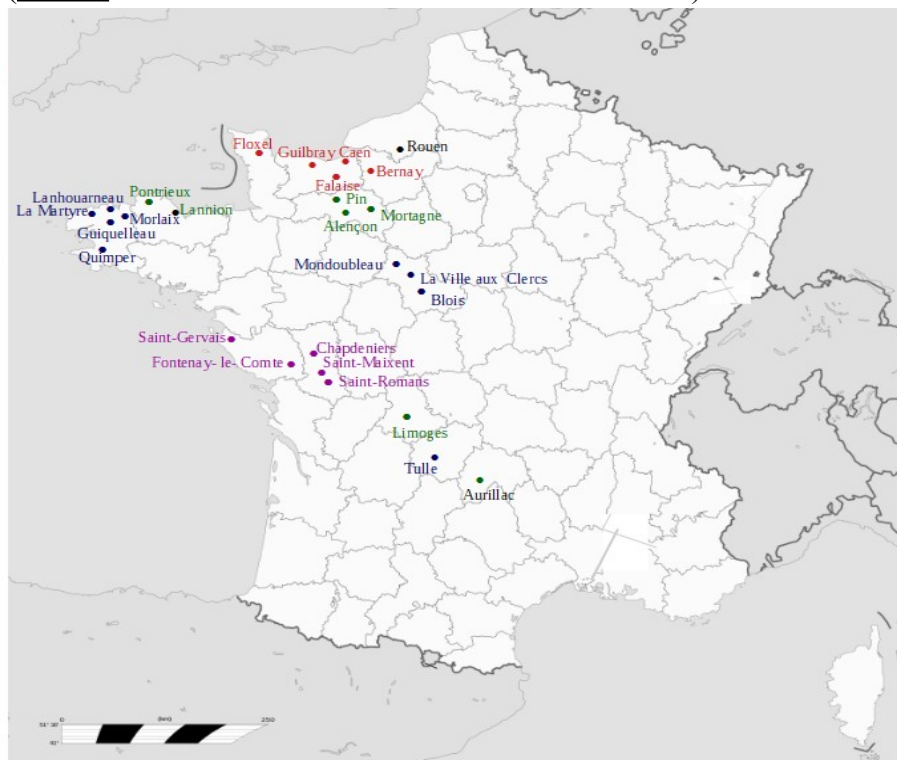 Floxel
Guilbray Caen
Rouen
Bernay
Falaise
Pin
Pontrieux
Lanhouarneau
La Martyre
Lannion
Morlaix
Mortagne
Alençon
Guiquelleau
Quimper
Mondoubleau
La Ville aux Clercs
Blois
Saint-Gervais
Chapdeniers
Fontenay- le- Comte
Saint-Maixent
Saint-Romans
Limoges
Tulle
Aurillac
0 (km) 250